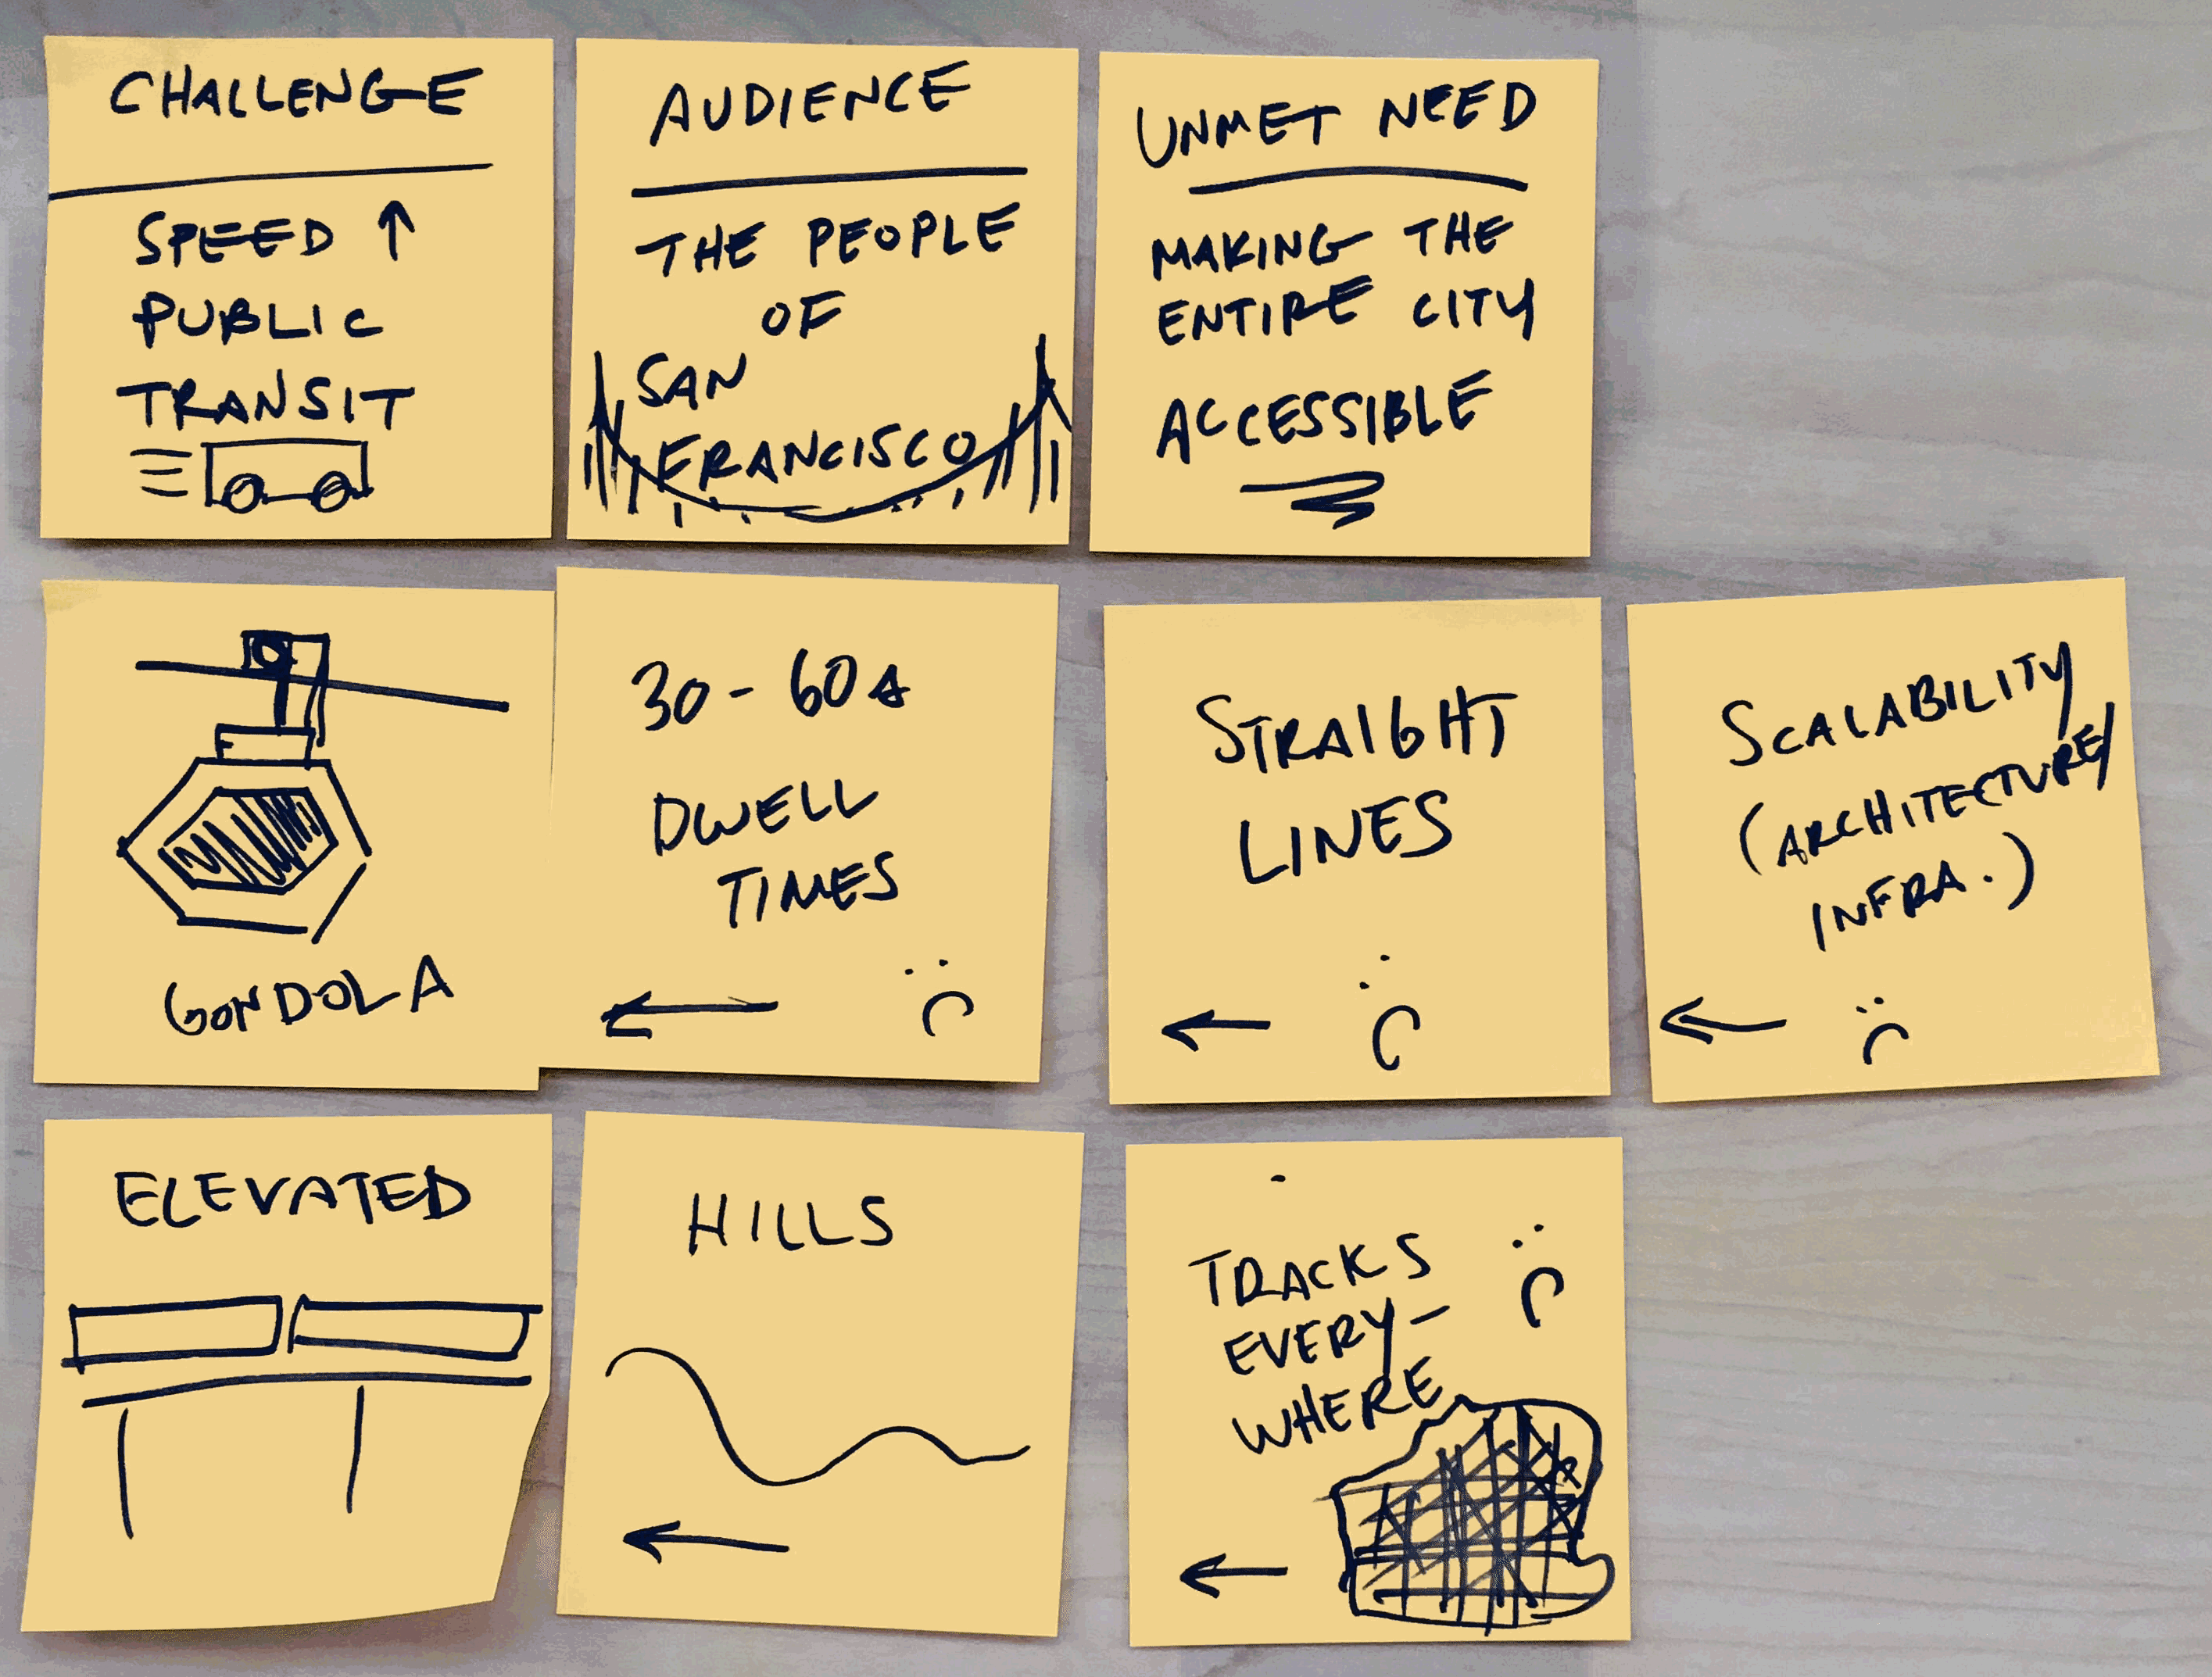 CHALLENGE
SPEED ↑
PUBLIC
TRANSIT
AUDIENCE
THE PEOPLE
OF
SAN
FRANCISCO
UNMET NEED
MAKING THE
ENTIRE CITY
ACCESSIBLE
GONDOLA
30-60s
DWELL
TIMES
←
STRAIGHT
LINES
←
SCALABILITY
(ARCHITECTURE/
INFRA.)
←
ELEVATED
HILLS
←
TRACKS
EVERY-
WHERE
←